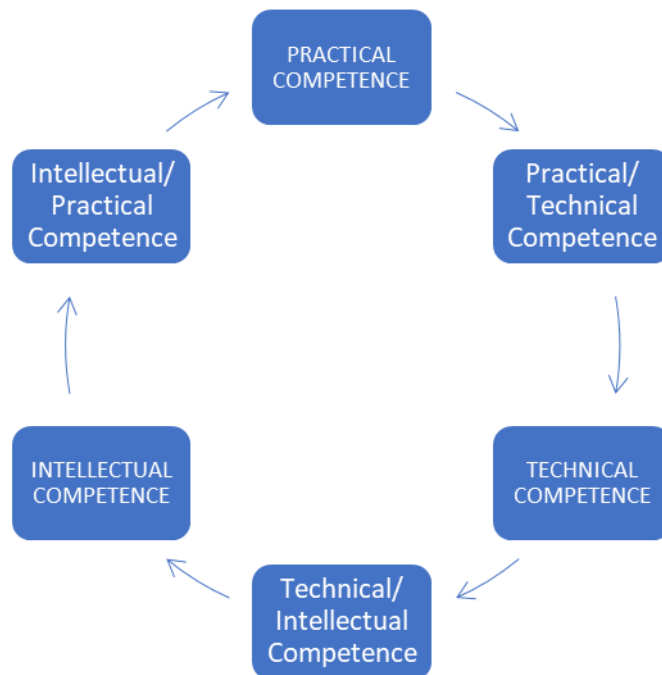 PRACTICAL
COMPETENCE
Practical/
Technical
Competence
TECHNICAL
COMPETENCE
Technical/
Intellectual
Competence
INTELLECTUAL
COMPETENCE
Intellectual/
Practical
Competence